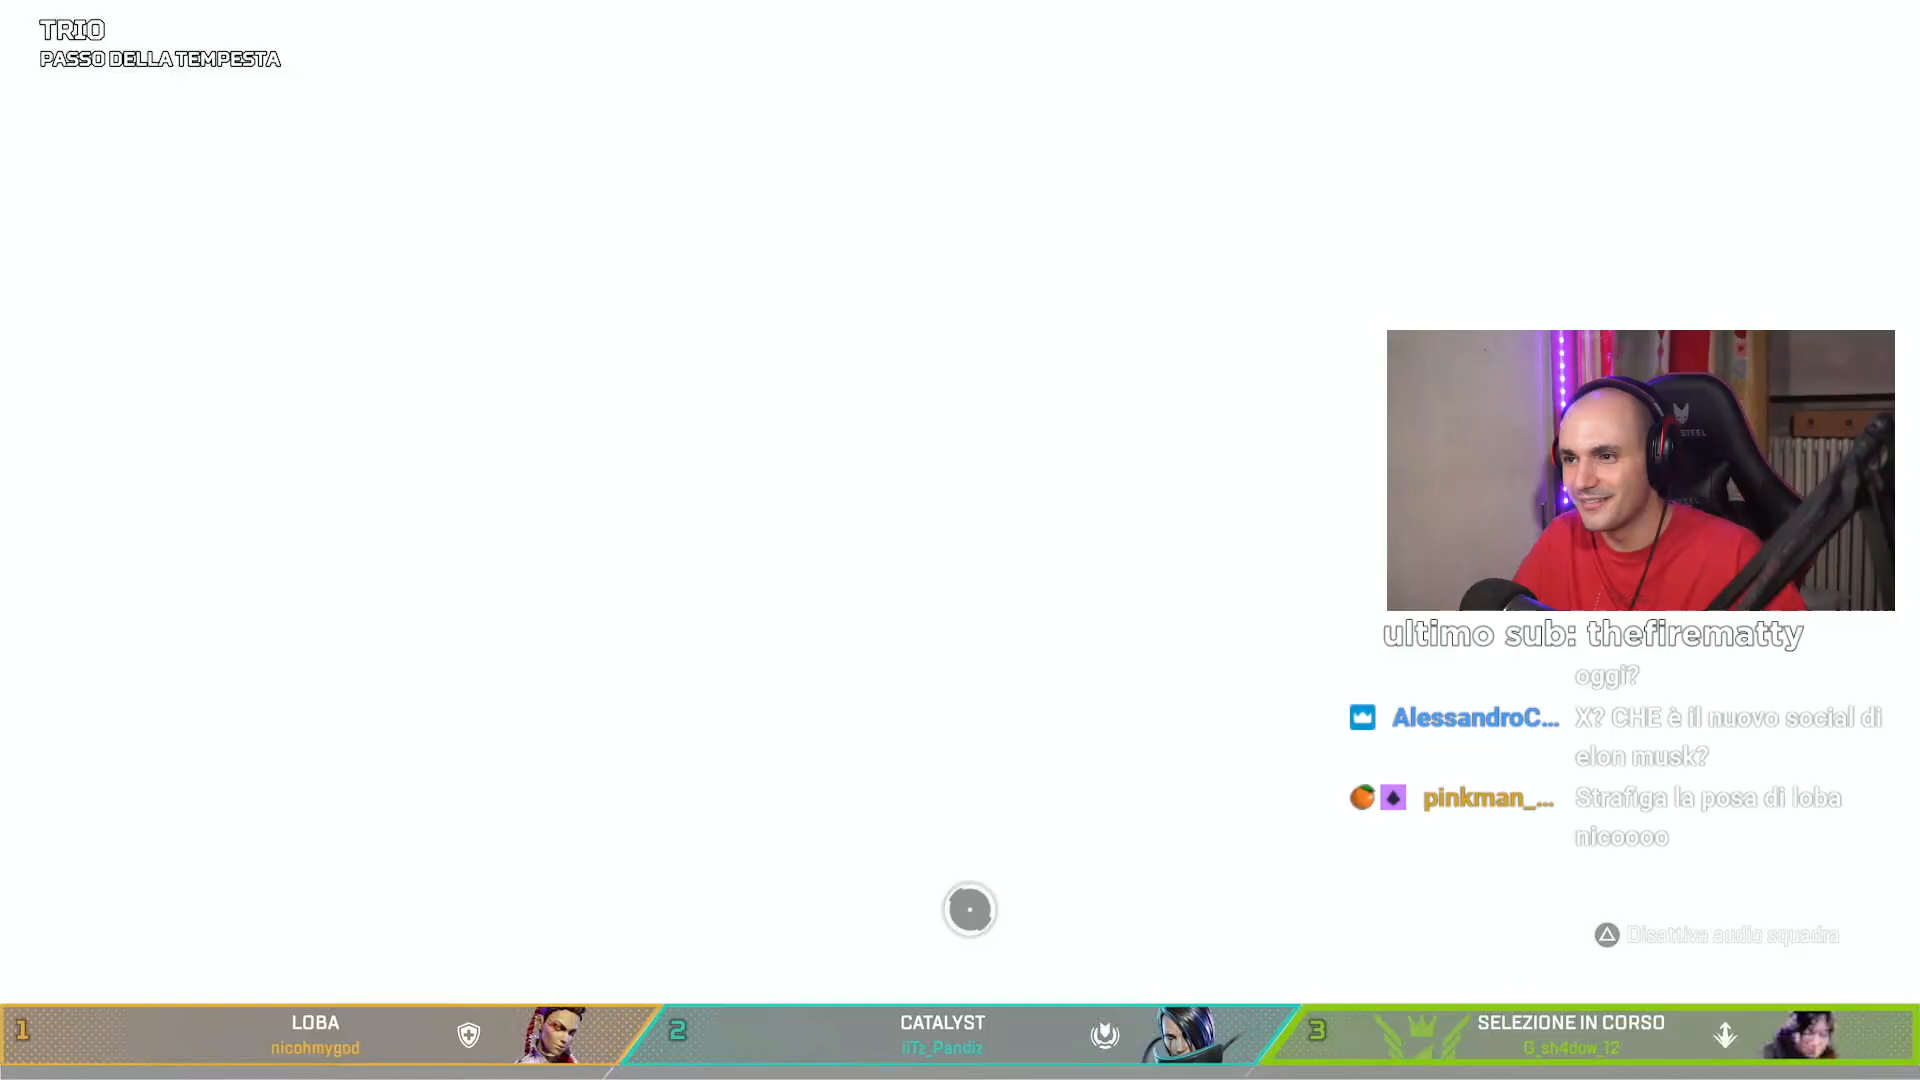 TRIO
PASSO DELLA TEMPESTA
STEEL
ultimo sub: thefirematty
oggi?
AlessandroC... X? CHE è il nuovo social di
elon musk?
pinkman_... Strafiga la posa di loba
nicoooo
Disattiva audio squadra
1 LOBA
nicohmygod
2 CATALYST
iiTz_Pandiz
3 SELEZIONE IN CORSO
G_sh4dow_12